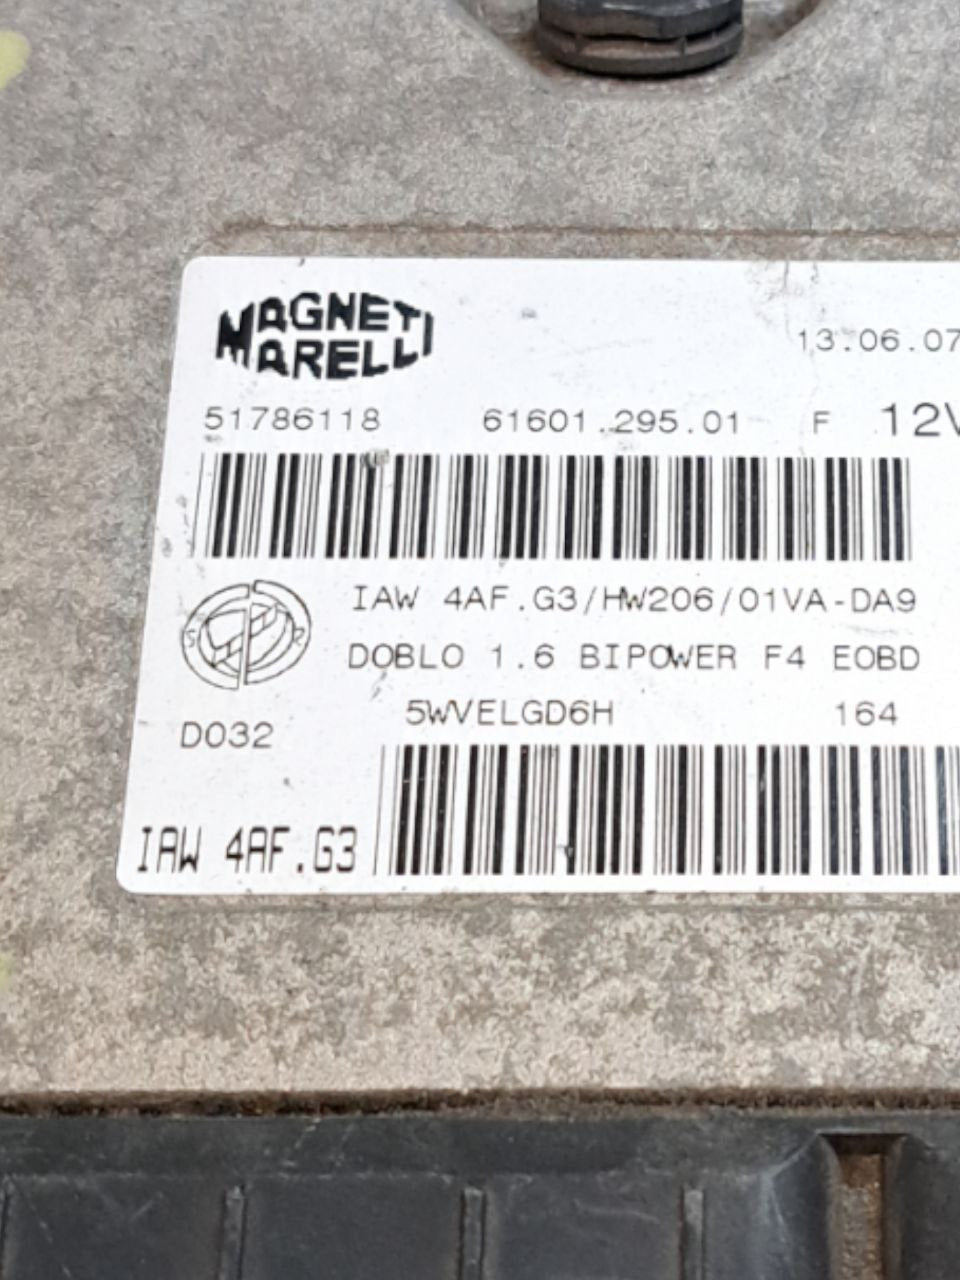 MAGNETI
MARELLI
13.06.07
51786118 61601.295.01 F 12V
IAW 4AF.G3/HW206/01VA-DA9
DOBLO 1.6 BIPOWER F4 EOBD
5WVELGD6H 164
D032
IAW 4AF.G3